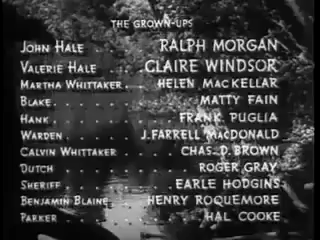 THE GROWN-UPS
JOHN HALE .... RALPH MORGAN
VALERIE HALE .... CLAIRE WINDSOR
MARTHA WHITTAKER... HELEN MACKELLAR
BLAKE........ MATTY FAIN
HANK........ FRANK PUGLIA
WARDEN...... J. FARRELL MACDONALD
CALVIN WHITTAKER.... CHAS. D. BROWN
DUTCH........ ROGER GRAY
SHERIFF....... EARLE HODGINS
BENJAMIN BLAINE.. HENRY ROQUEMORE
PARKER........ HAL COOKE